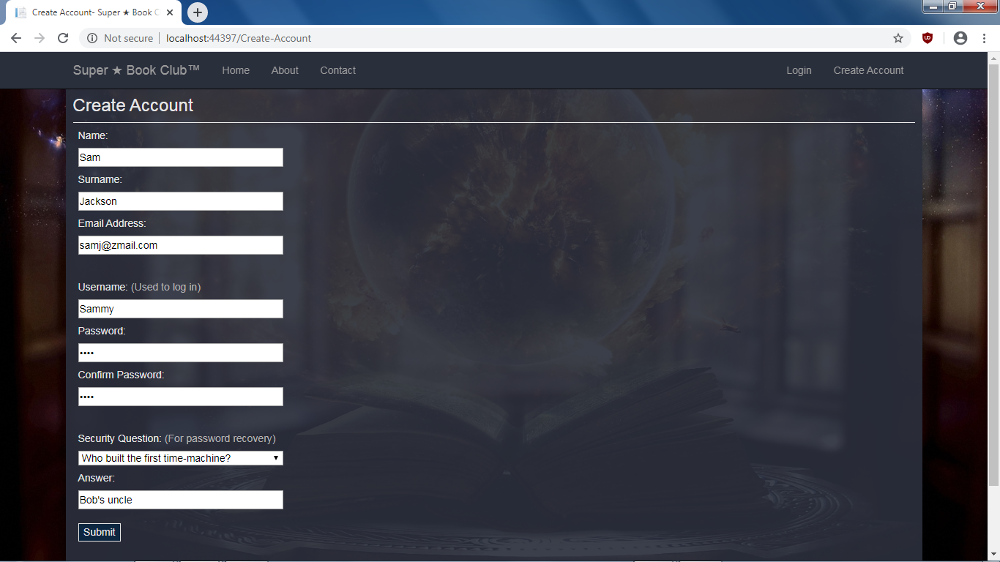 Create Account- Super ★ Book C
Not secure | localhost:44397/Create-Account
Super ★ Book Club™ Home About Contact Login Create Account
Create Account
Name:
Sam
Surname:
Jackson
Email Address:
samj@zmail.com
Username: (Used to log in)
Sammy
Password:
••••
Confirm Password:
••••
Security Question: (For password recovery)
Who built the first time-machine?
Answer:
Bob's uncle
Submit